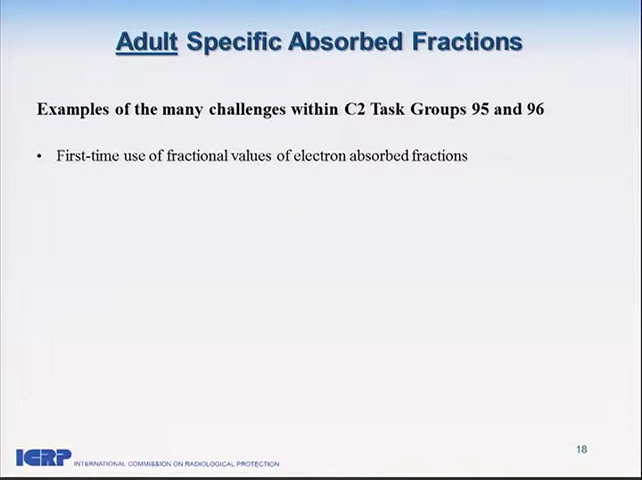 Adult Specific Absorbed Fractions
Examples of the many challenges within C2 Task Groups 95 and 96
• First-time use of fractional values of electron absorbed fractions
18
ICRP INTERNATIONAL COMMISSION ON RADIOLOGICAL PROTECTION